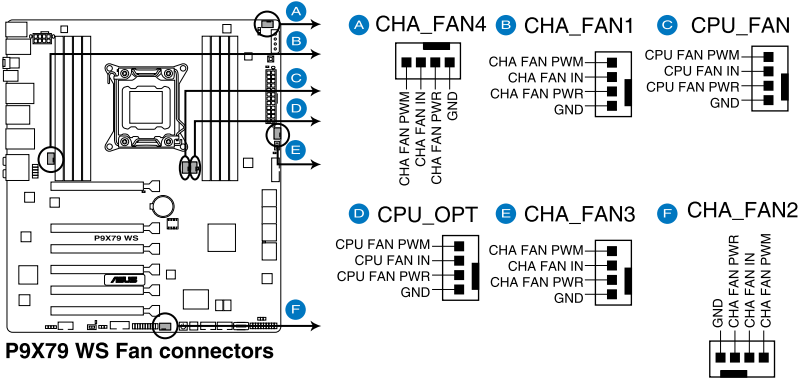 A
B
C
D
E
F
P9X79 WS
ASUS
P9X79 WS Fan connectors
A CHA_FAN4
CHA FAN PWM
CHA FAN IN
CHA FAN PWR
GND
B CHA_FAN1
CHA FAN PWM
CHA FAN IN
CHA FAN PWR
GND
C CPU_FAN
CPU FAN PWM
CPU FAN IN
CPU FAN PWR
GND
D CPU_OPT
CPU FAN PWM
CPU FAN IN
CPU FAN PWR
GND
E CHA_FAN3
CHA FAN PWM
CHA FAN IN
CHA FAN PWR
GND
F CHA_FAN2
GND
CHA FAN PWR
CHA FAN IN
CHA FAN PWM